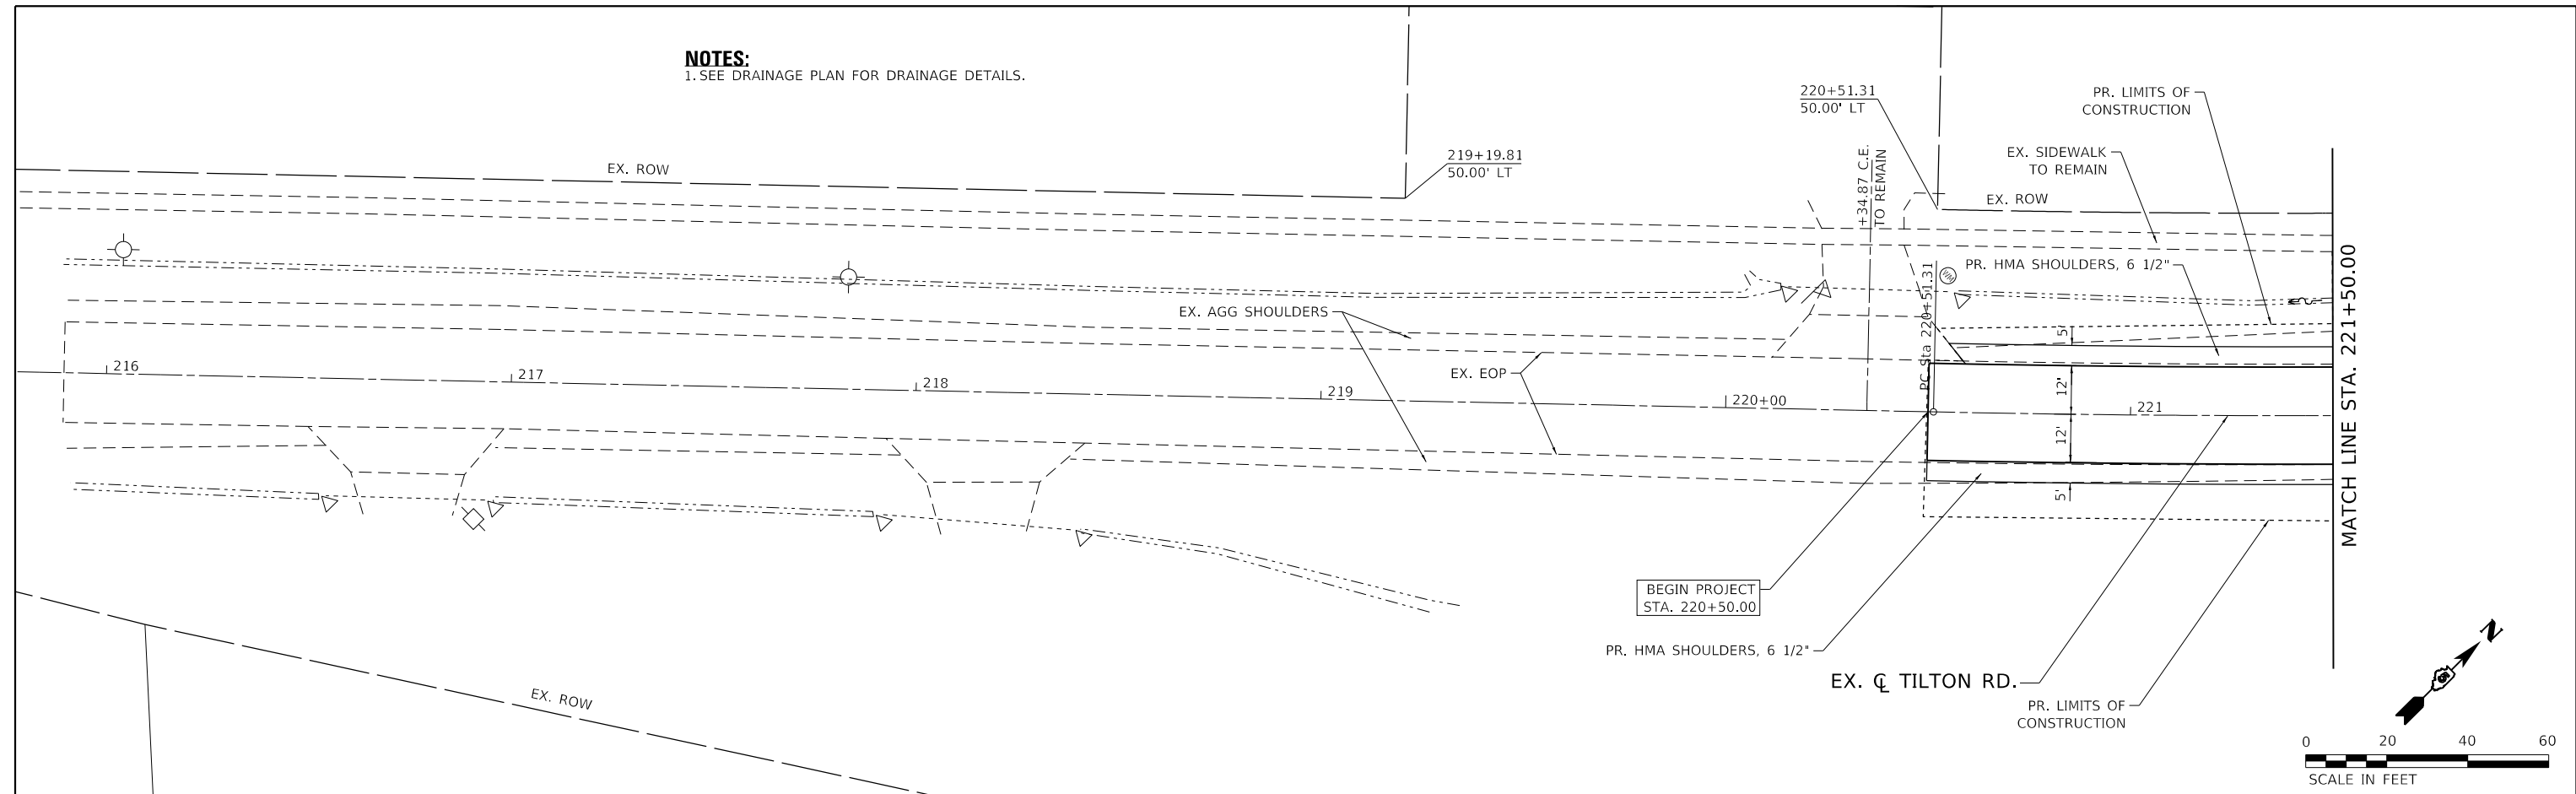 NOTES:
1. SEE DRAINAGE PLAN FOR DRAINAGE DETAILS.
220+51.31
50.00' LT
PR. LIMITS OF
CONSTRUCTION
EX. ROW
219+19.81
50.00' LT
+34.87 C.E.
TO REMAIN
EX. SIDEWALK
TO REMAIN
EX. ROW
WM
PR. HMA SHOULDERS, 6 1/2"
EX. AGG SHOULDERS
EX. EOP
PC Sta 220+51.31
5'
12'
12'
5'
216
217
218
219
220+00
221
MATCH LINE STA. 221+50.00
BEGIN PROJECT
STA. 220+50.00
PR. HMA SHOULDERS, 6 1/2"
EX. ℄ TILTON RD.
PR. LIMITS OF
CONSTRUCTION
EX. ROW
N
0 20 40 60
SCALE IN FEET